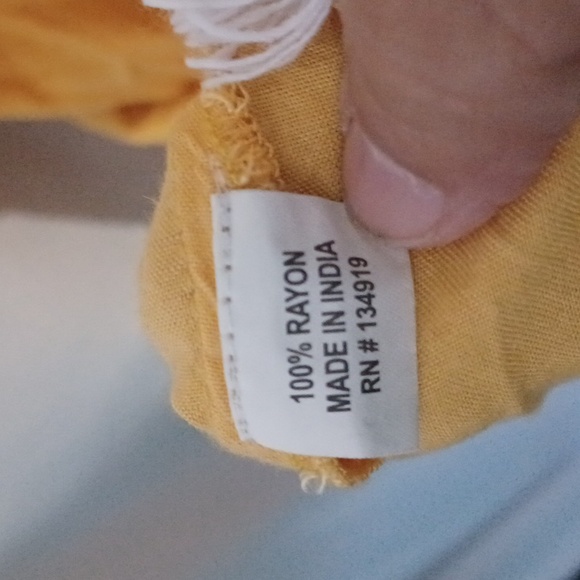 100% RAYON
MADE IN INDIA
RN # 134919